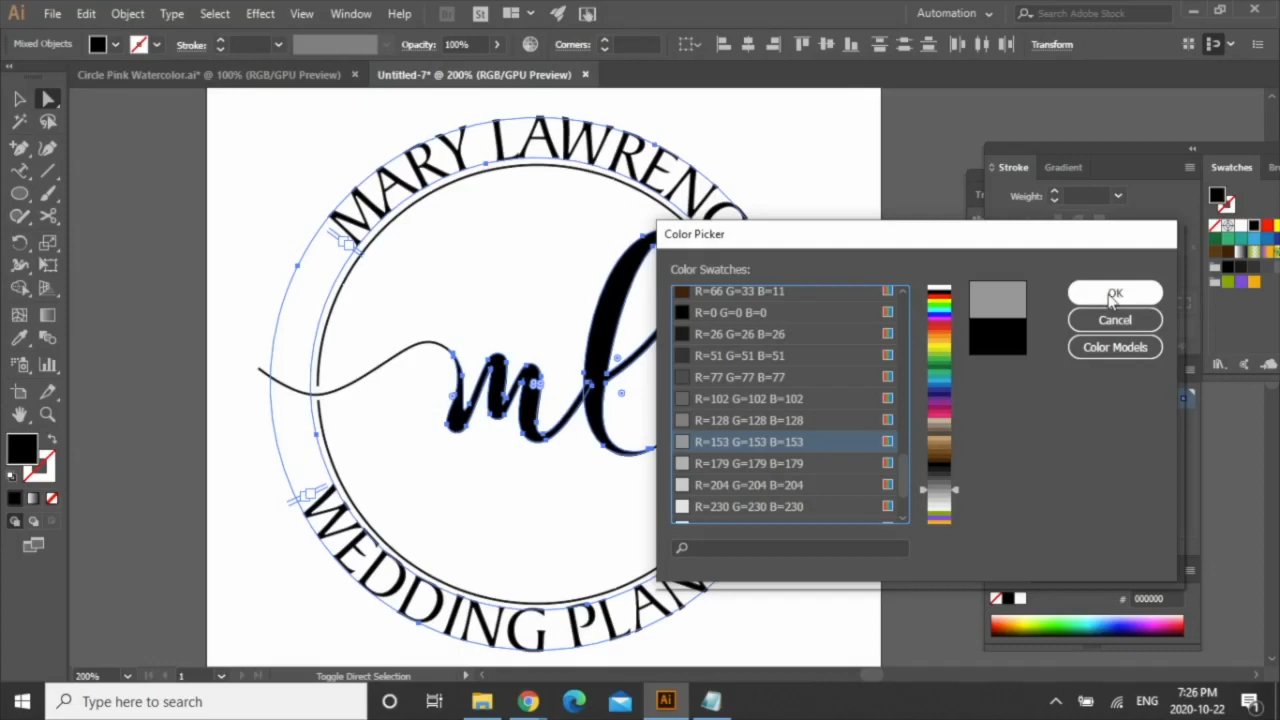 Ai File Edit Object Type Select Effect View Window Help Br St Automation Search Adobe Stock
Mixed Objects Stroke: Opacity: 100% Corners: Transform
Circle Pink Watercolor.ai* @ 100% (RGB/GPU Preview) Untitled-7* @ 200% (RGB/GPU Preview)
MARY LAWRENC
ml
WEDDING PLAN
Stroke Gradient Swatches
Weight:
Color Picker
Color Swatches:
R=66 G=33 B=11
R=0 G=0 B=0
R=26 G=26 B=26
R=51 G=51 B=51
R=77 G=77 B=77
R=102 G=102 B=102
R=128 G=128 B=128
R=153 G=153 B=153
R=179 G=179 B=179
R=204 G=204 B=204
R=230 G=230 B=230
OK
Cancel
Color Models
# 000000
200% 1 Toggle Direct Selection
Type here to search
Ai
ENG
7:26 PM
2020-10-22
1